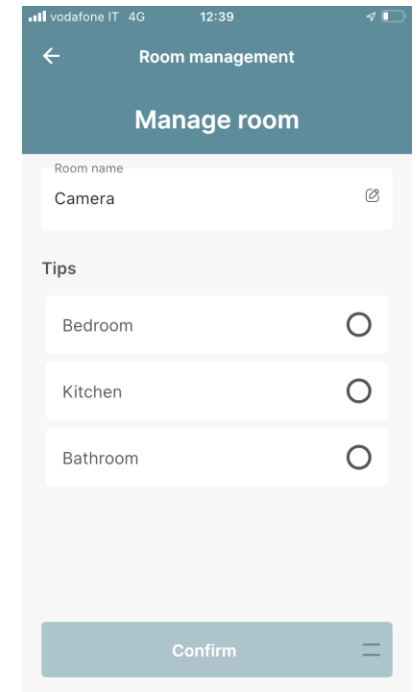 vodafone IT 4G 12:39
Room management
Manage room
Room name
Camera
Tips
Bedroom
Kitchen
Bathroom
Confirm